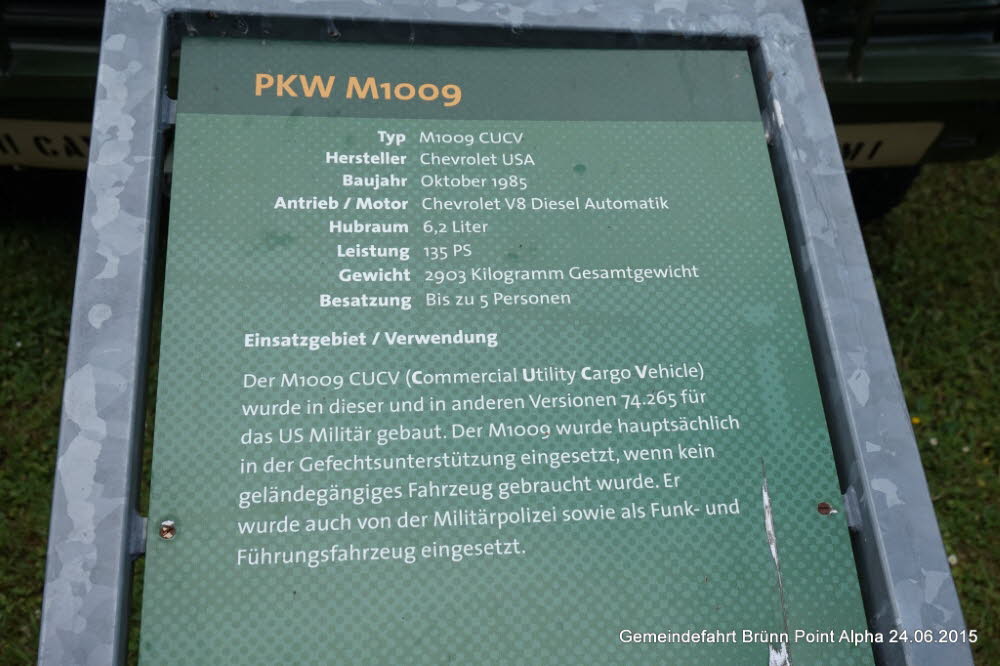 PKW M1009
Typ M1009 CUCV
Hersteller Chevrolet USA
Baujahr Oktober 1985
Antrieb / Motor Chevrolet V8 Diesel Automatik
Hubraum 6,2 Liter
Leistung 135 PS
Gewicht 2903 Kilogramm Gesamtgewicht
Besatzung Bis zu 5 Personen
Einsatzgebiet / Verwendung
Der M1009 CUCV (Commercial Utility Cargo Vehicle)
wurde in dieser und in anderen Versionen 74.265 für
das US Militär gebaut. Der M1009 wurde hauptsächlich
in der Gefechtsunterstützung eingesetzt, wenn kein
geländegängiges Fahrzeug gebraucht wurde. Er
wurde auch von der Militärpolizei sowie als Funk- und
Führungsfahrzeug eingesetzt.
Gemeindefahrt Brünn Point Alpha 24.06.2015